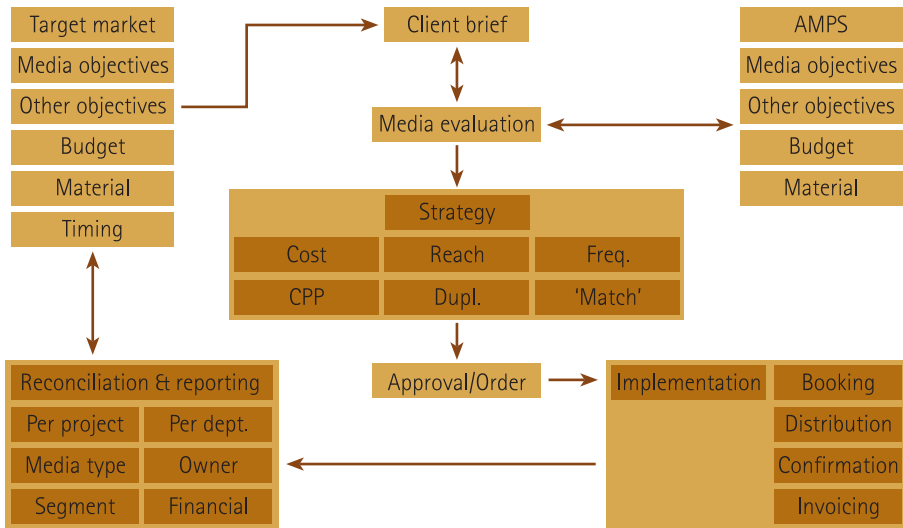 Target market
Media objectives
Other objectives
Budget
Material
Timing
Client brief
Media evaluation
AMPS
Media objectives
Other objectives
Budget
Material
Strategy
Cost
Reach
Freq.
CPP
Dupl.
'Match'
Approval/Order
Implementation
Booking
Distribution
Confirmation
Invoicing
Reconciliation & reporting
Per project
Per dept.
Media type
Owner
Segment
Financial